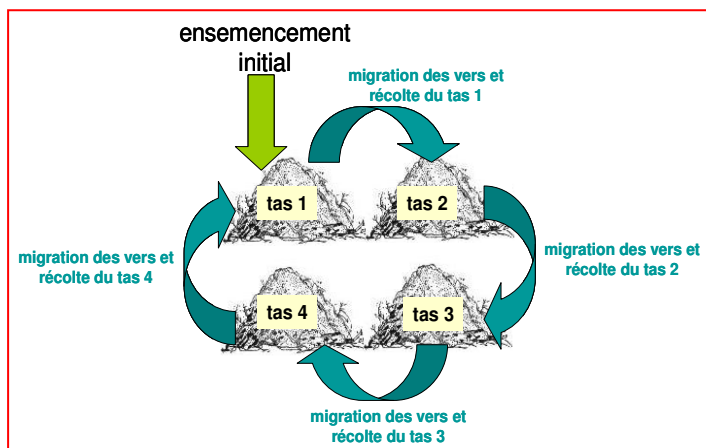 ensemencement
initial
migration des vers et
récolte du tas 1
tas 1
tas 2
migration des vers et
récolte du tas 2
migration des vers et
récolte du tas 4
tas 4
tas 3
migration des vers et
récolte du tas 3